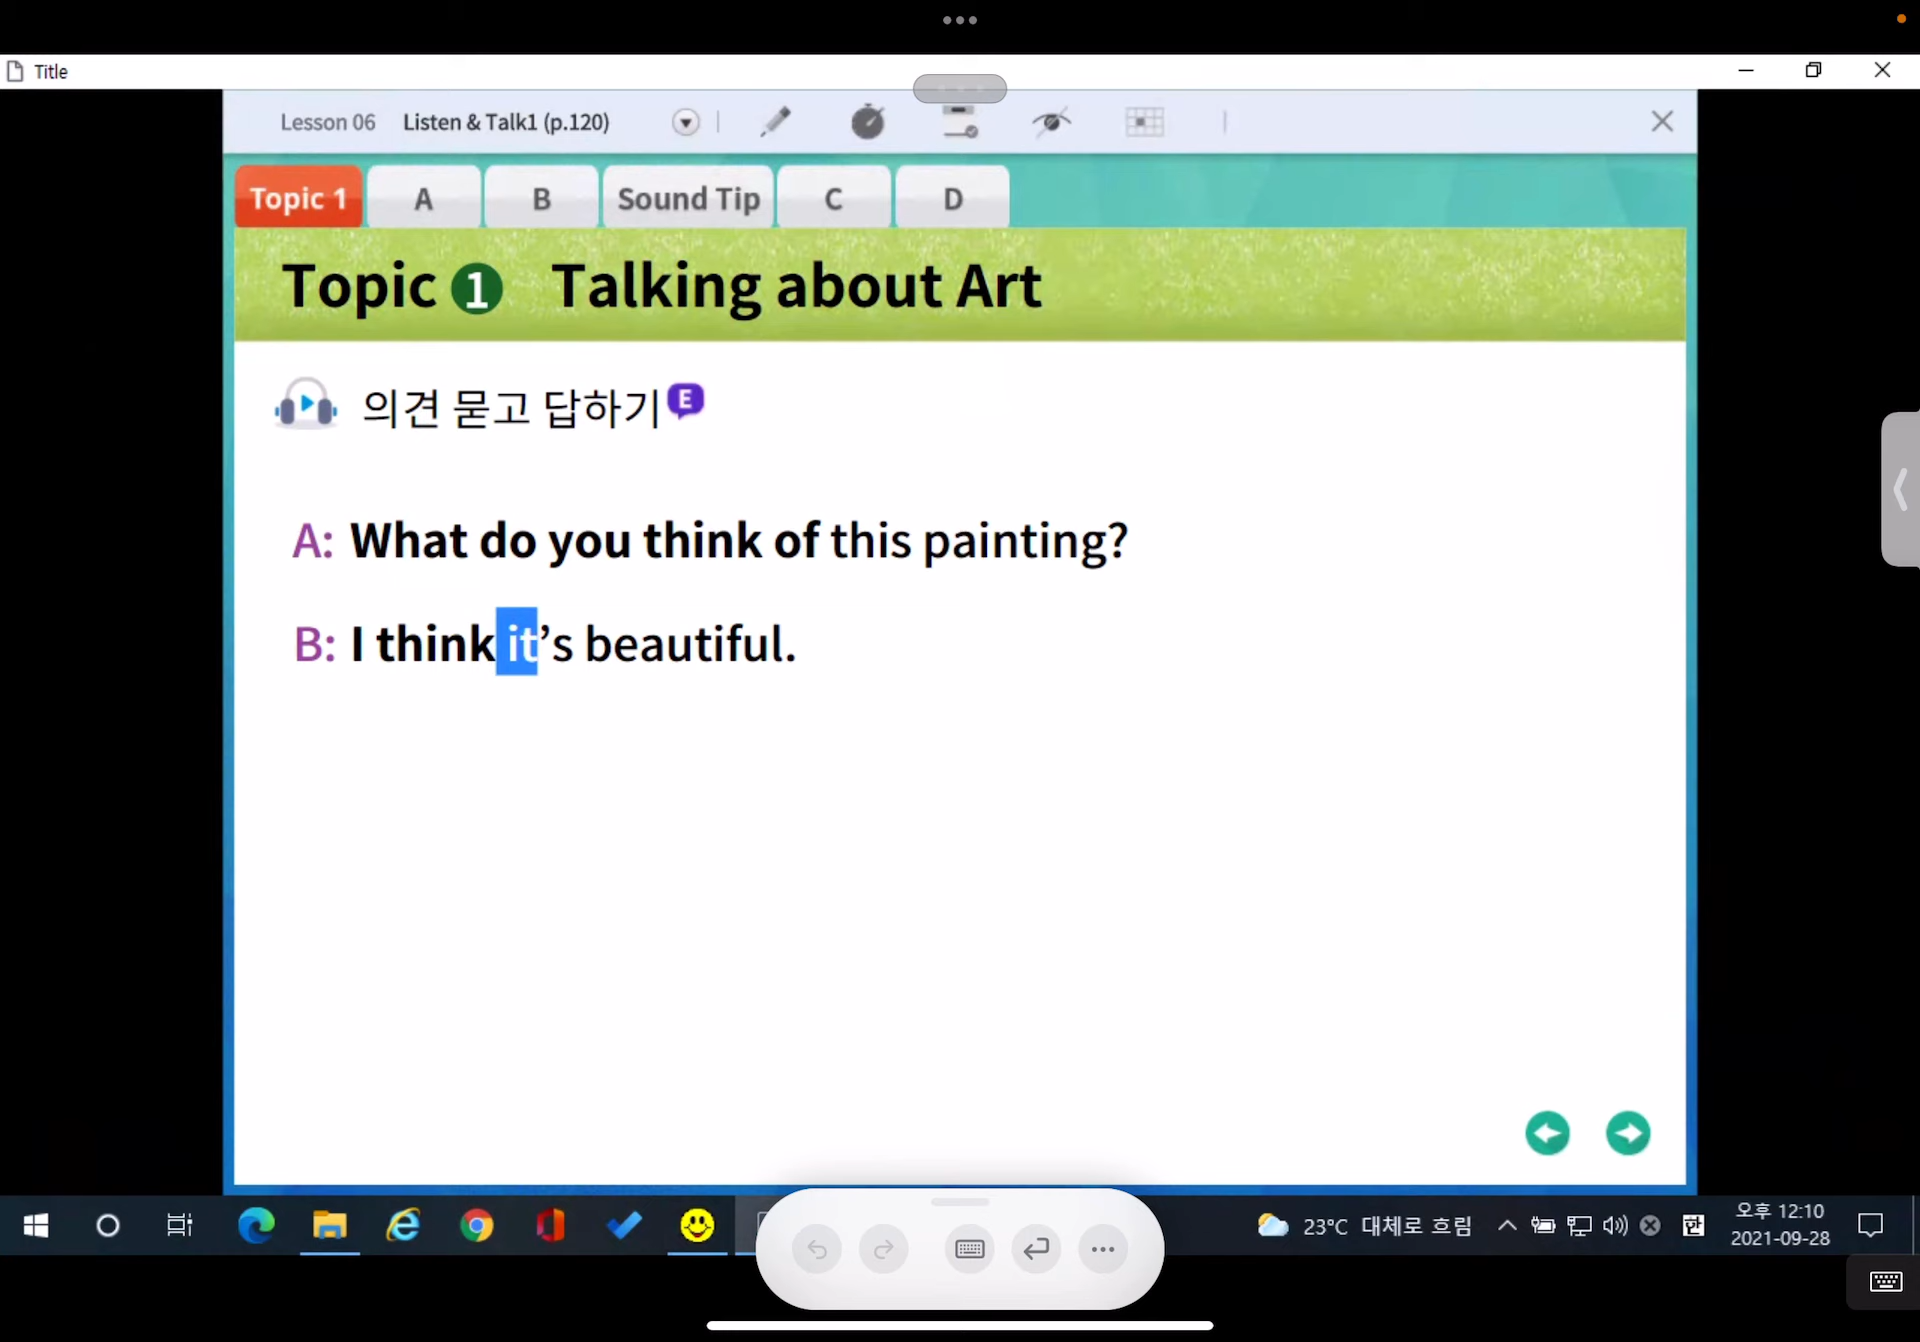 Title
Lesson 06 Listen & Talk1 (p.120)
Topic 1 A B Sound Tip C D
Topic 1 Talking about Art
의견 묻고 답하기 E
A: What do you think of this painting?
B: I think it’s beautiful.
23°C 대체로 흐림 한 오후 12:10
2021-09-28